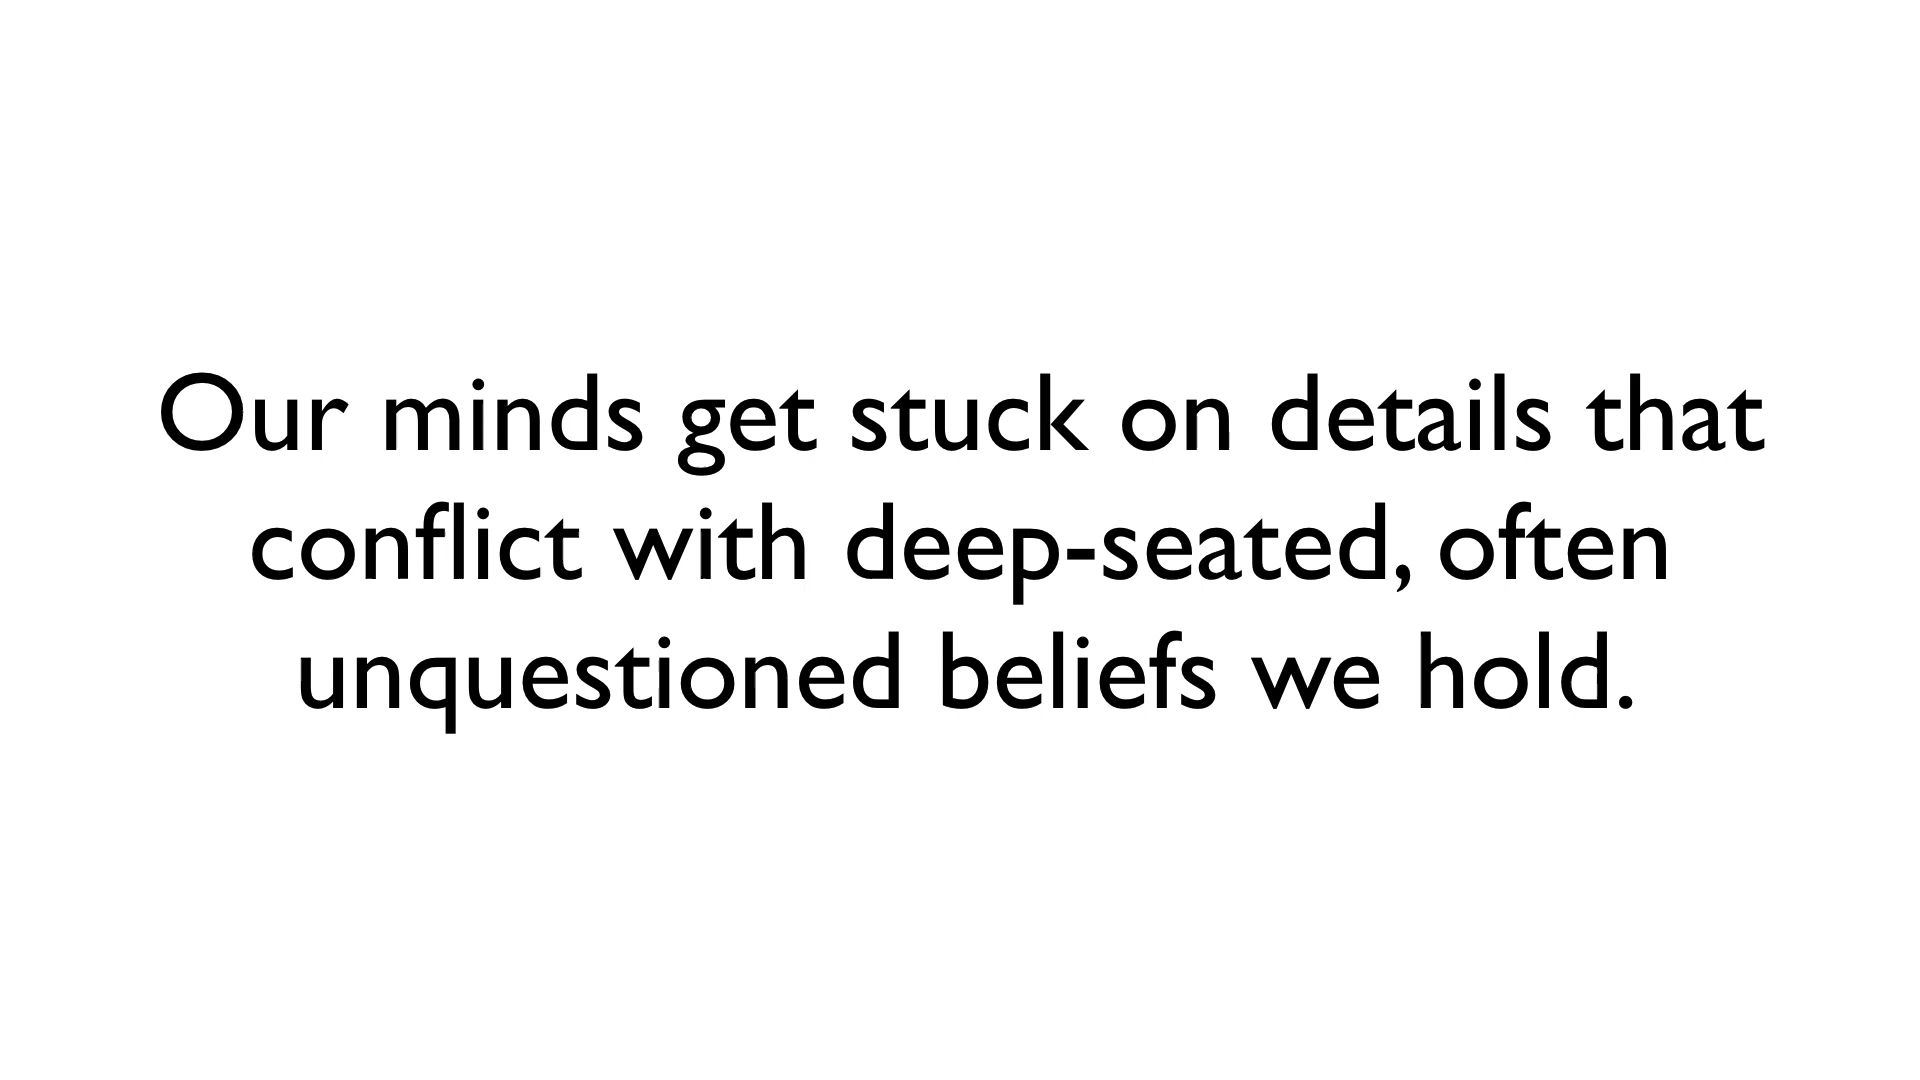 Our minds get stuck on details that
conflict with deep-seated, often
unquestioned beliefs we hold.